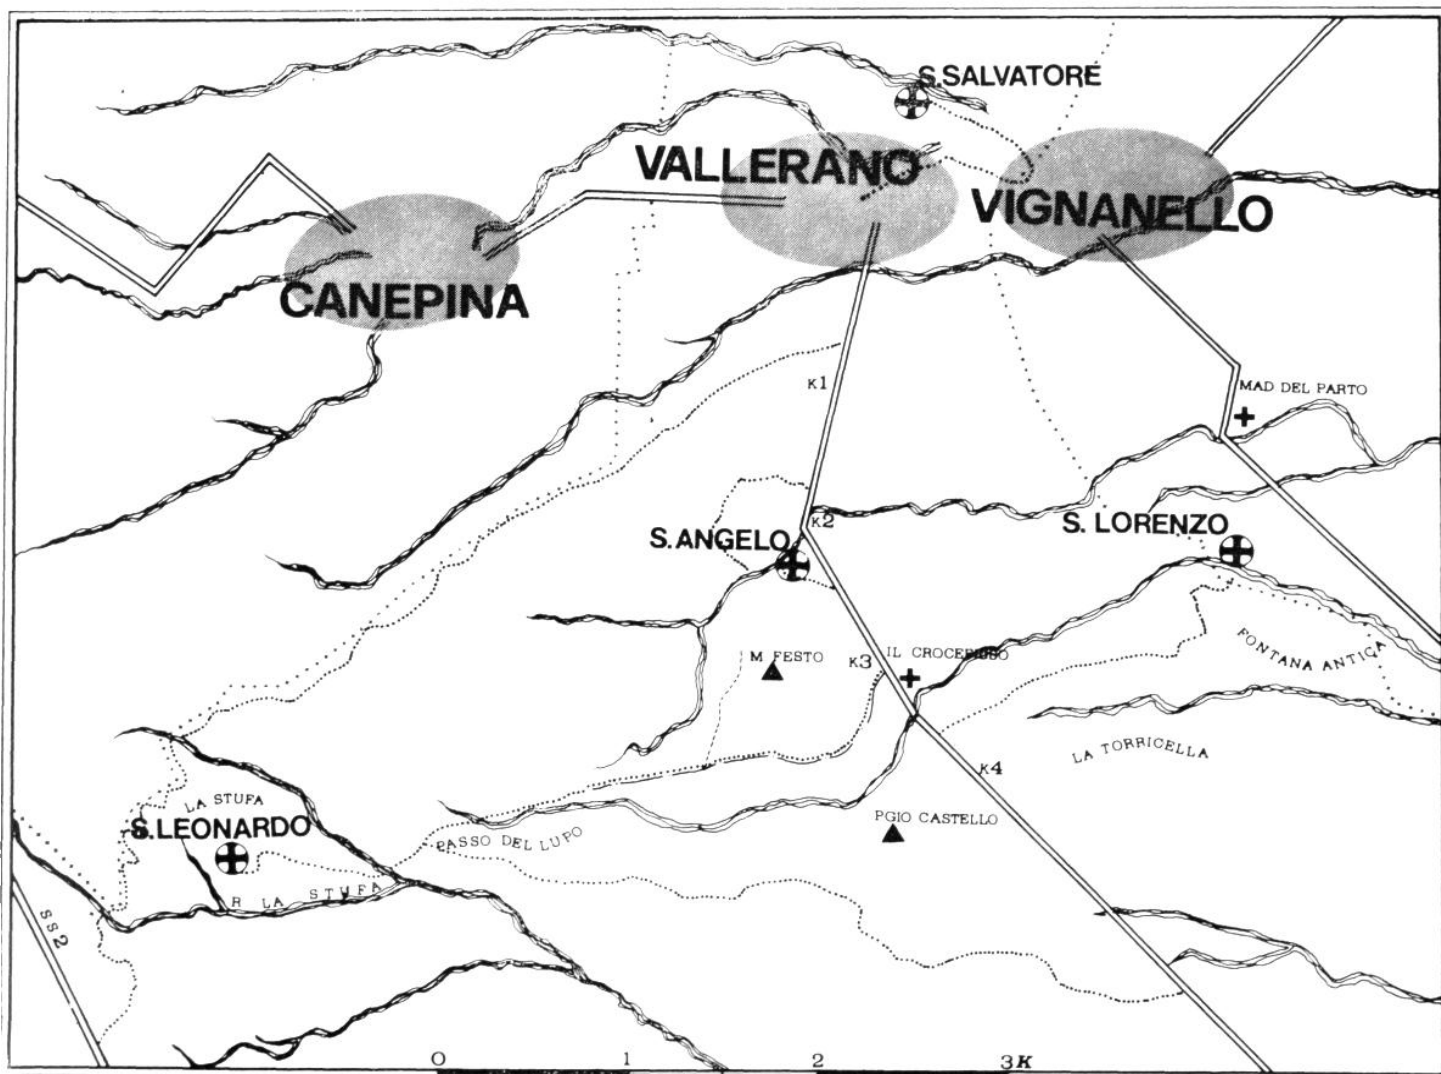 S.SALVATORE
VALLERANO
VIGNANELLO
CANEPINA
K1
MAD DEL PARTO
K2
S. LORENZO
S.ANGELO
FONTANA ANTICA
M FESTO
K3
IL CROCEFISSO
LA TORRICELLA
K4
LA STUFA
S.LEONARDO
PGIO CASTELLO
PASSO DEL LUPO
R LA STUFA
SS2
0 1 2 3K